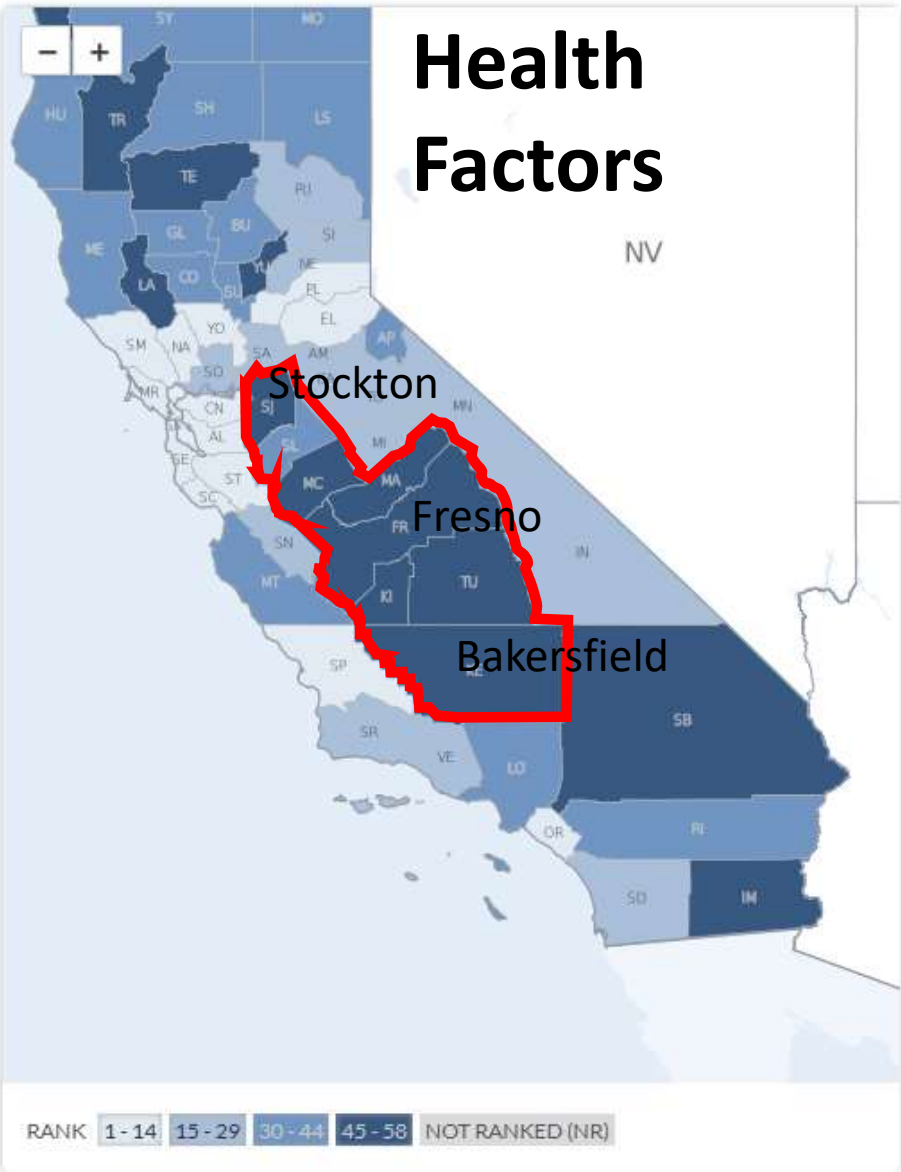 Health
Factors
− +
SY MO
HU TR SH LS
TE PU
ME GL BU SI
LA CO SU YU NE
PL
EL
SM NA YO
SO SA AM AP
MR Stockton
CN SJ MN
AL SL MI
SE ST MC MA
SC
FR Fresno
SN IN
MT KI TU
SP KE Bakersfield
SB
SR VE LO
OR RI
SD IM
NV
RANK 1 - 14 15 - 29 30 - 44 45 - 58 NOT RANKED (NR)